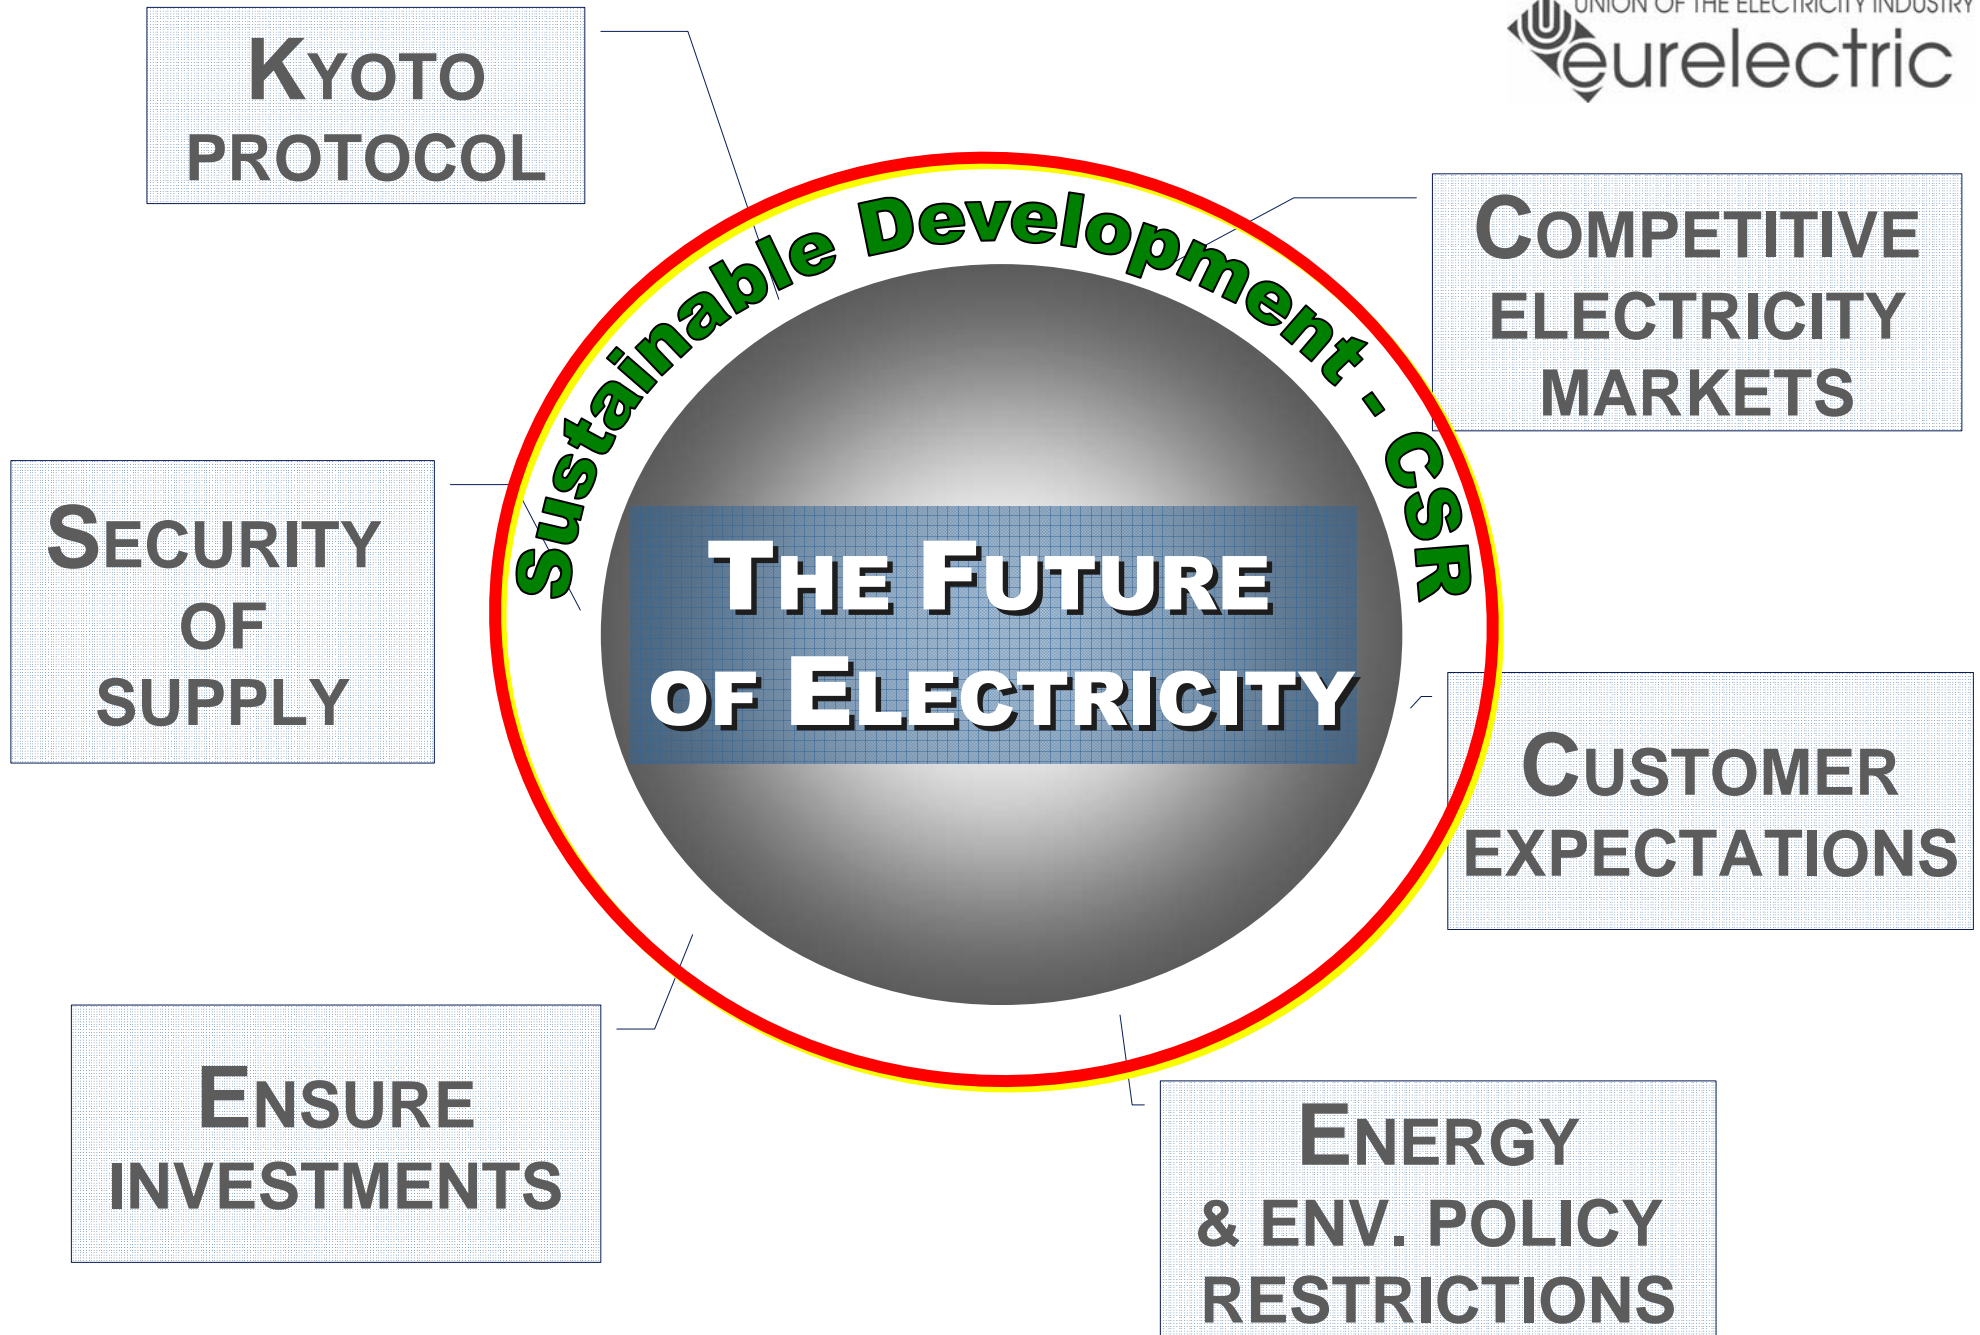 UNION OF THE ELECTRICITY INDUSTRY
eurelectric
KYOTO
PROTOCOL
COMPETITIVE
ELECTRICITY
MARKETS
Sustainable Development - CSR
SECURITY
OF
SUPPLY
THE FUTURE
OF ELECTRICITY
CUSTOMER
EXPECTATIONS
ENSURE
INVESTMENTS
ENERGY
& ENV. POLICY
RESTRICTIONS